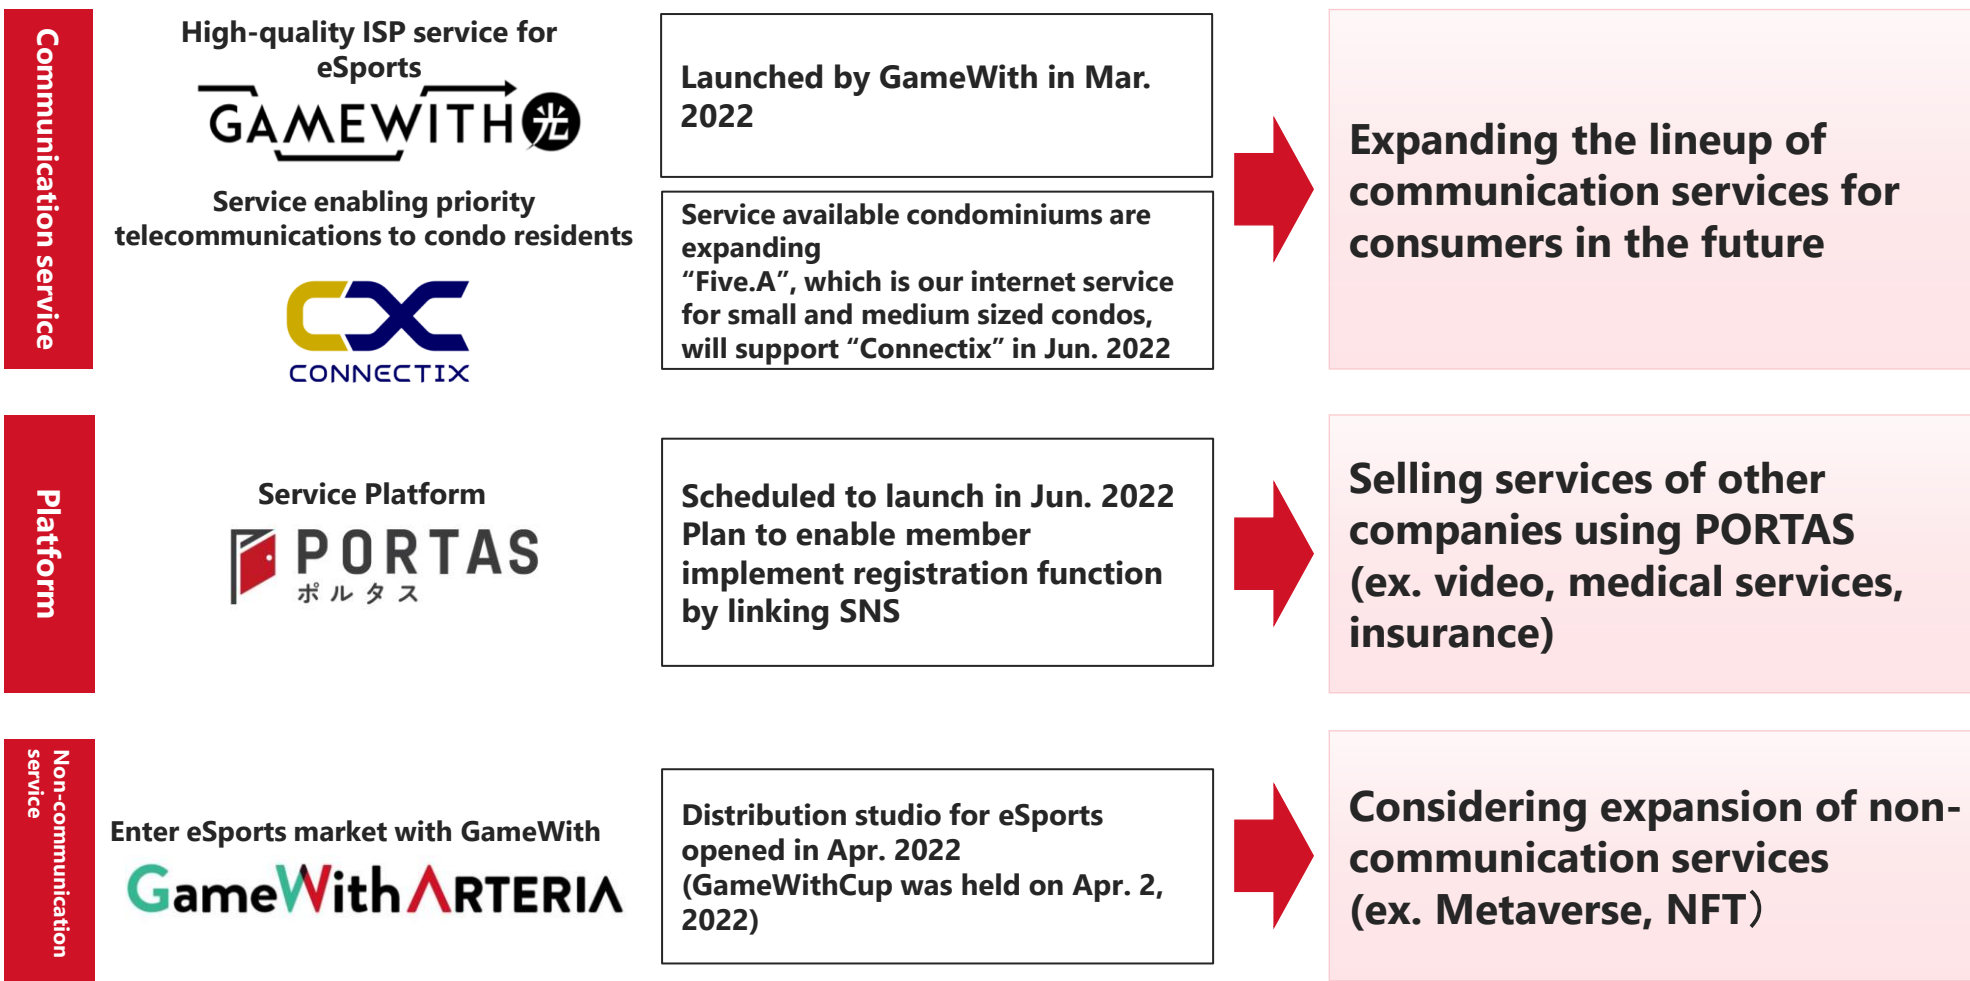 Communication service
High-quality ISP service for
eSports
GAMEWITH光
Launched by GameWith in Mar.
2022
Service enabling priority
telecommunications to condo residents
CONNECTIX
Service available condominiums are
expanding
“Five.A”, which is our internet service
for small and medium sized condos,
will support “Connectix” in Jun. 2022
Expanding the lineup of
communication services for
consumers in the future
Platform
Service Platform
PORTAS
ポルタス
Scheduled to launch in Jun. 2022
Plan to enable member
implement registration function
by linking SNS
Selling services of other
companies using PORTAS
(ex. video, medical services,
insurance)
Non-communication
service
Enter eSports market with GameWith
GameWith ARTERIA
Distribution studio for eSports
opened in Apr. 2022
(GameWithCup was held on Apr. 2,
2022)
Considering expansion of non-
communication services
(ex. Metaverse, NFT）